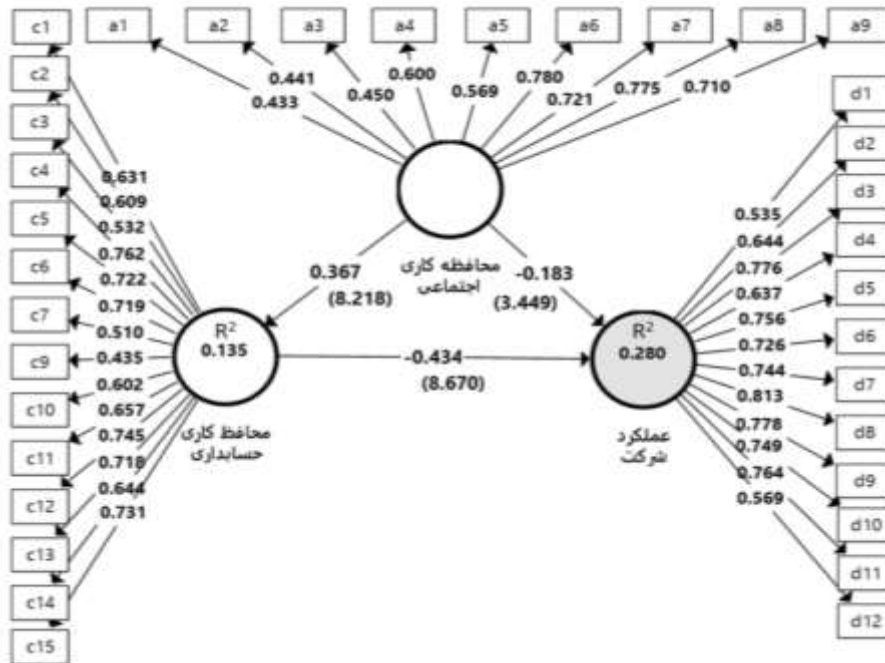 c1
a1
a2
a3
a4
a5
a6
a7
a8
a9
c2
c3
c4
c5
c6
c7
c9
c10
c11
c12
c13
c14
c15
0.433
0.441
0.450
0.600
0.569
0.780
0.721
0.775
0.710
d1
d2
d3
d4
d5
d6
d7
d8
d9
d10
d11
d12
0.631
0.609
0.532
0.762
0.722
0.719
0.510
0.435
0.602
0.657
0.745
0.718
0.644
0.731
محافظه کاری
اجتماعی
0.367
(8.218)
-0.183
(3.449)
R²
0.135
-0.434
(8.670)
R²
0.280
محافظ کاری
حسابداری
عملکرد
شرکت
0.535
0.644
0.776
0.637
0.756
0.726
0.744
0.813
0.778
0.749
0.764
0.569